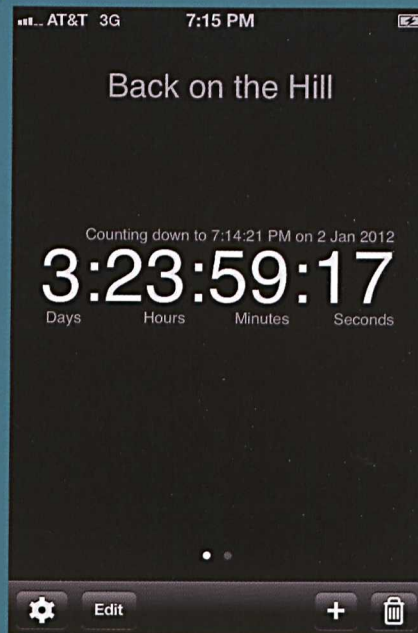 AT&T 3G 7:15 PM
Back on the Hill
Counting down to 7:14:21 PM on 2 Jan 2012
3:23:59:17
Days Hours Minutes Seconds
Edit